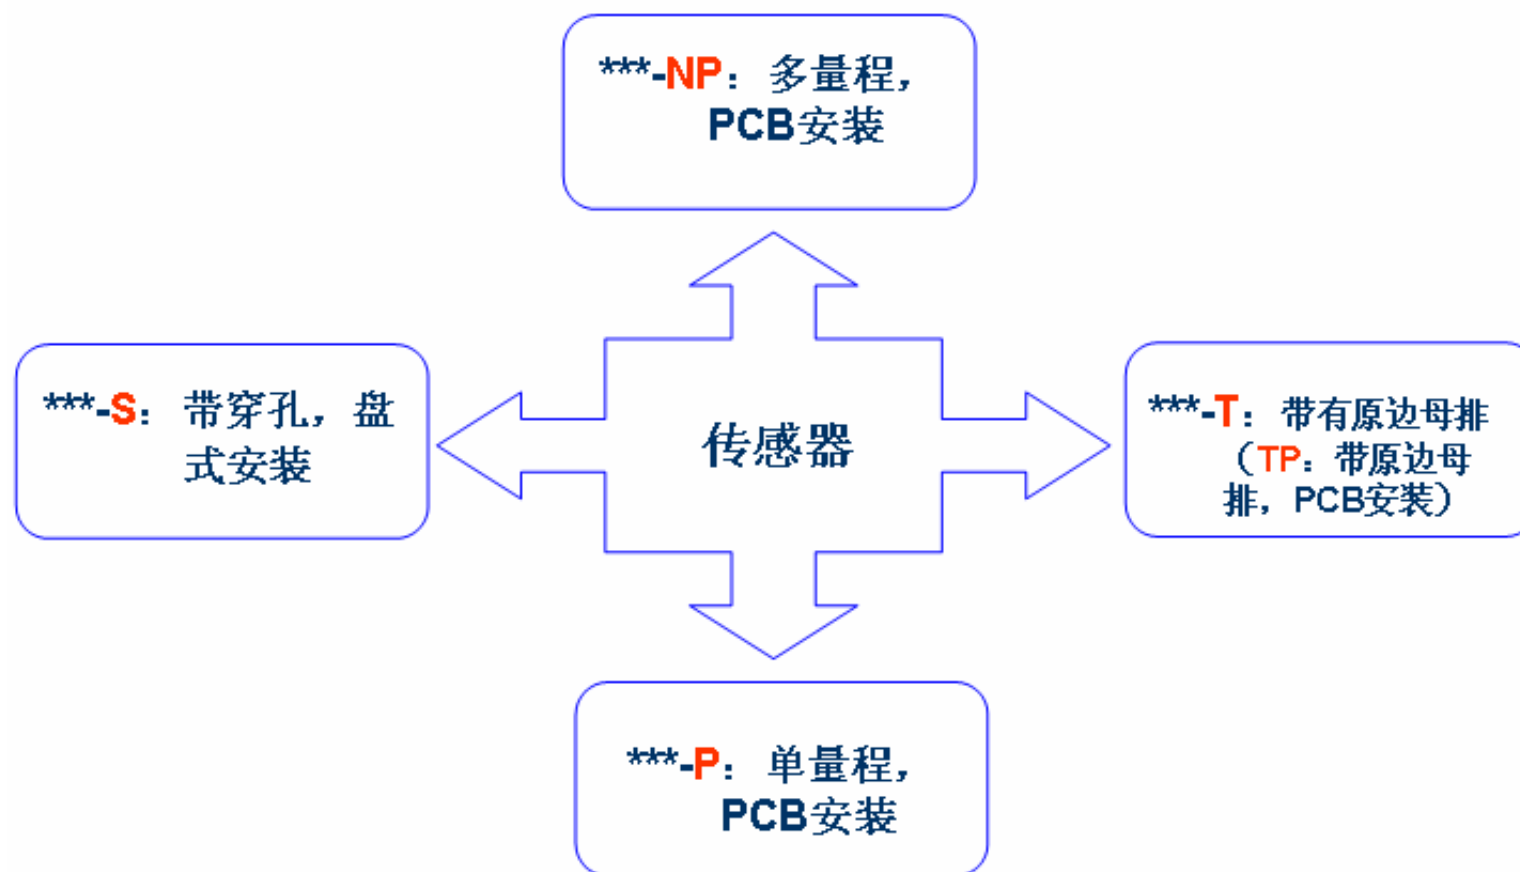 ***-NP：多量程，
PCB安装
***-S：带穿孔，盘
式安装
传感器
***-T：带有原边母排
（TP：带原边母
排，PCB安装）
***-P：单量程，
PCB安装